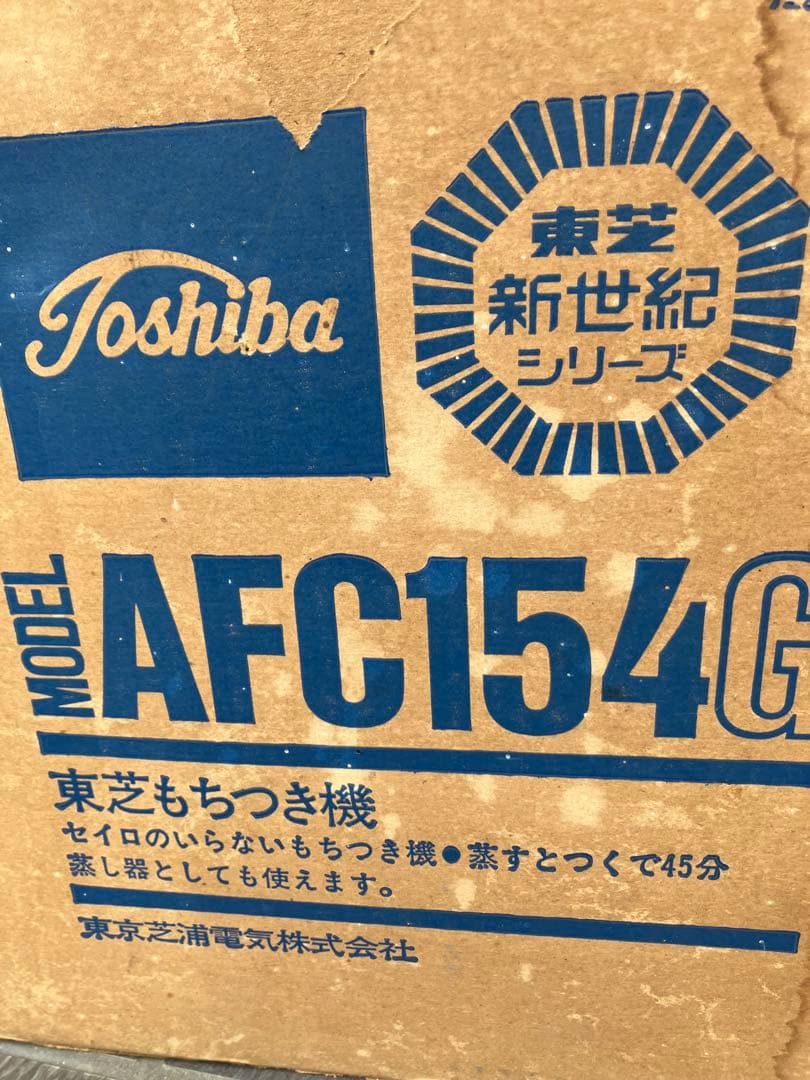 Toshiba
東芝
新世紀
シリーズ
MODEL AFC154G
東芝もちつき機
セイロのいらないもちつき機●蒸すとつくで45分
蒸し器としても使えます。
東京芝浦電気株式会社